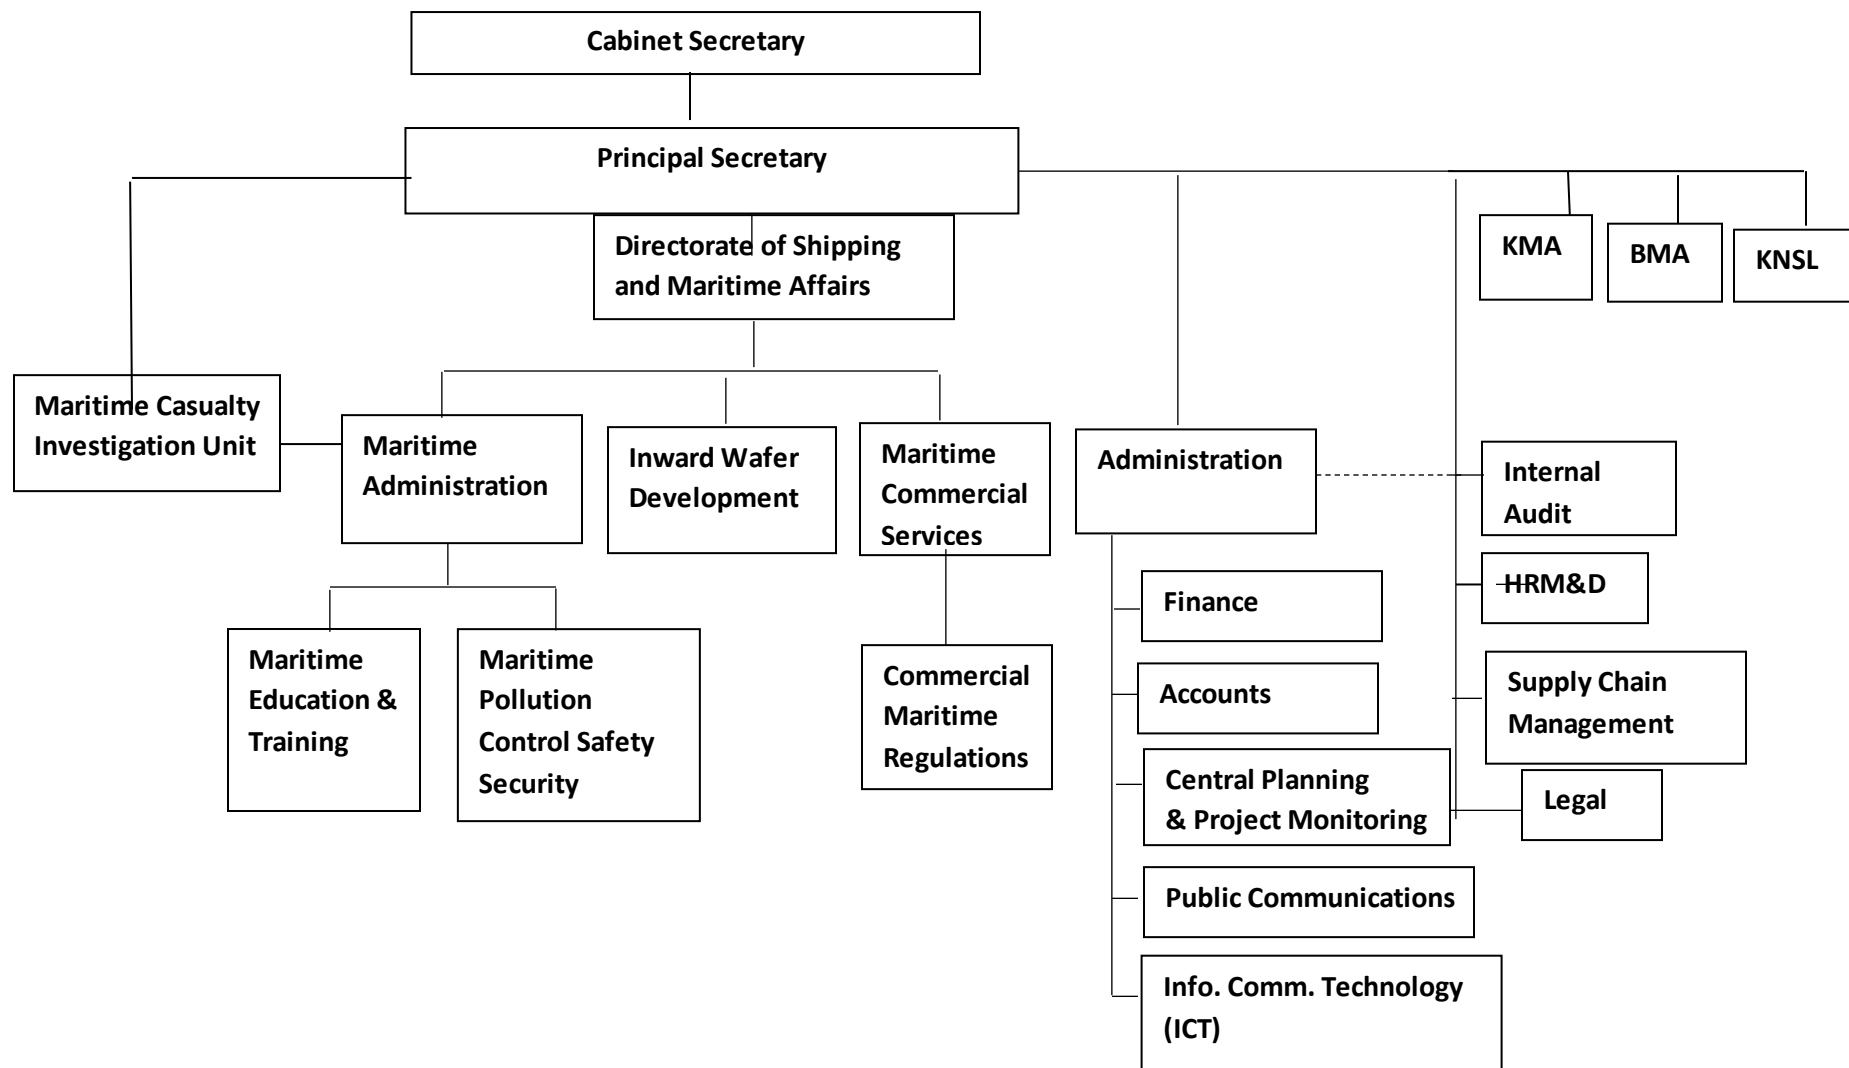 Cabinet Secretary
Principal Secretary
Directorate of Shipping
and Maritime Affairs
KMA
BMA
KNSL
Maritime Casualty
Investigation Unit
Maritime
Administration
Inward Wafer
Development
Maritime
Commercial
Services
Administration
Internal
Audit
HRM&D
Finance
Maritime
Education &
Training
Maritime
Pollution
Control Safety
Security
Commercial
Maritime
Regulations
Accounts
Supply Chain
Management
Central Planning
& Project Monitoring
Legal
Public Communications
Info. Comm. Technology
(ICT)